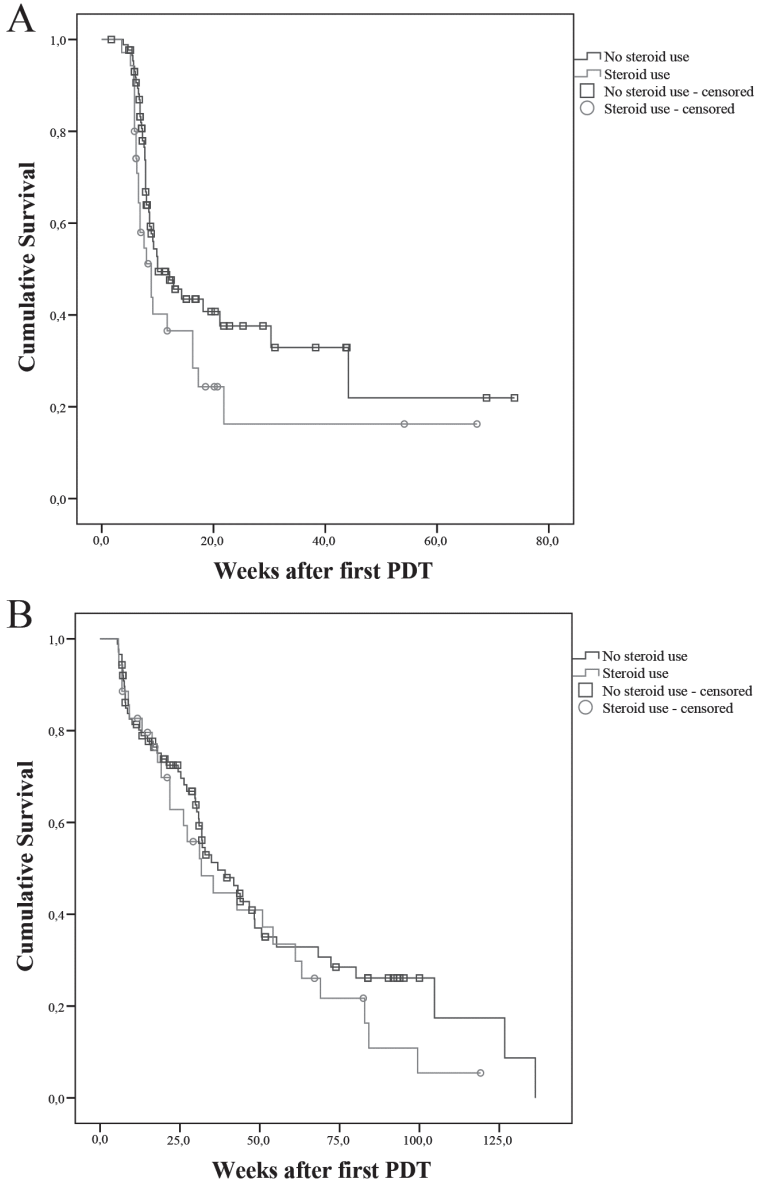 A
1,0
0,8
0,6
0,4
0,2
0,0
Cumulative Survival
0,0 20,0 40,0 60,0 80,0
Weeks after first PDT
No steroid use
Steroid use
No steroid use - censored
Steroid use - censored
B
1,0
0,8
0,6
0,4
0,2
0,0
Cumulative Survival
0,0 25,0 50,0 75,0 100,0 125,0
Weeks after first PDT
No steroid use
Steroid use
No steroid use - censored
Steroid use - censored